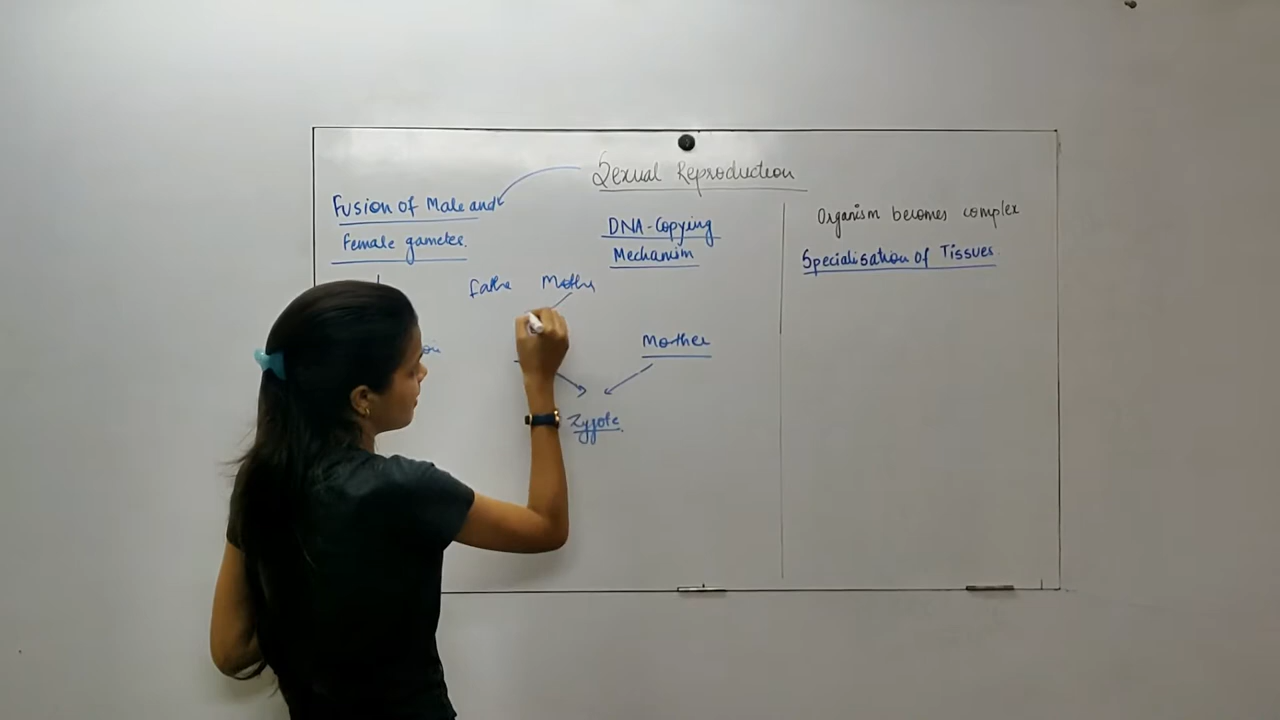 Sexual Reproduction
Fusion of Male and
Female gametes.
DNA-Copying
Mechanism
Fathe Mothe
Mother
Zygote.
Organism becomes complex
Specialisation of Tissues.